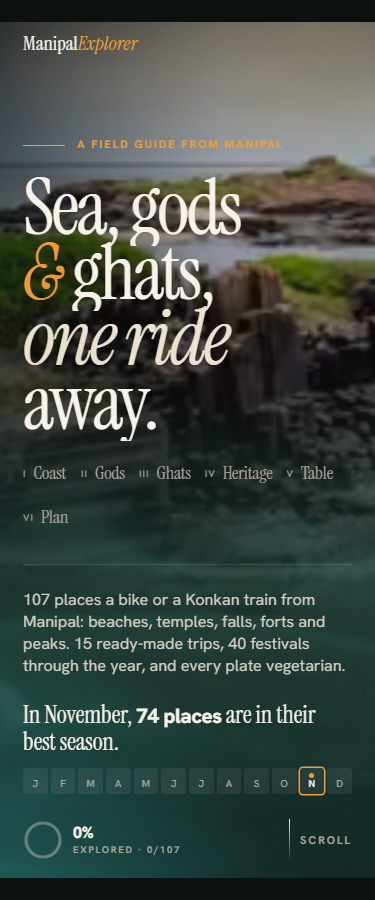 ManipalExplorer
A FIELD GUIDE FROM MANIPAL
Sea, gods
& ghats,
one ride
away.
I Coast II Gods III Ghats IV Heritage V Table
VI Plan
107 places a bike or a Konkan train from
Manipal: beaches, temples, falls, forts and
peaks. 15 ready-made trips, 40 festivals
through the year, and every plate vegetarian.
In November, 74 places are in their
best season.
J F M A M J J A S O N D
0%
EXPLORED · 0/107
SCROLL